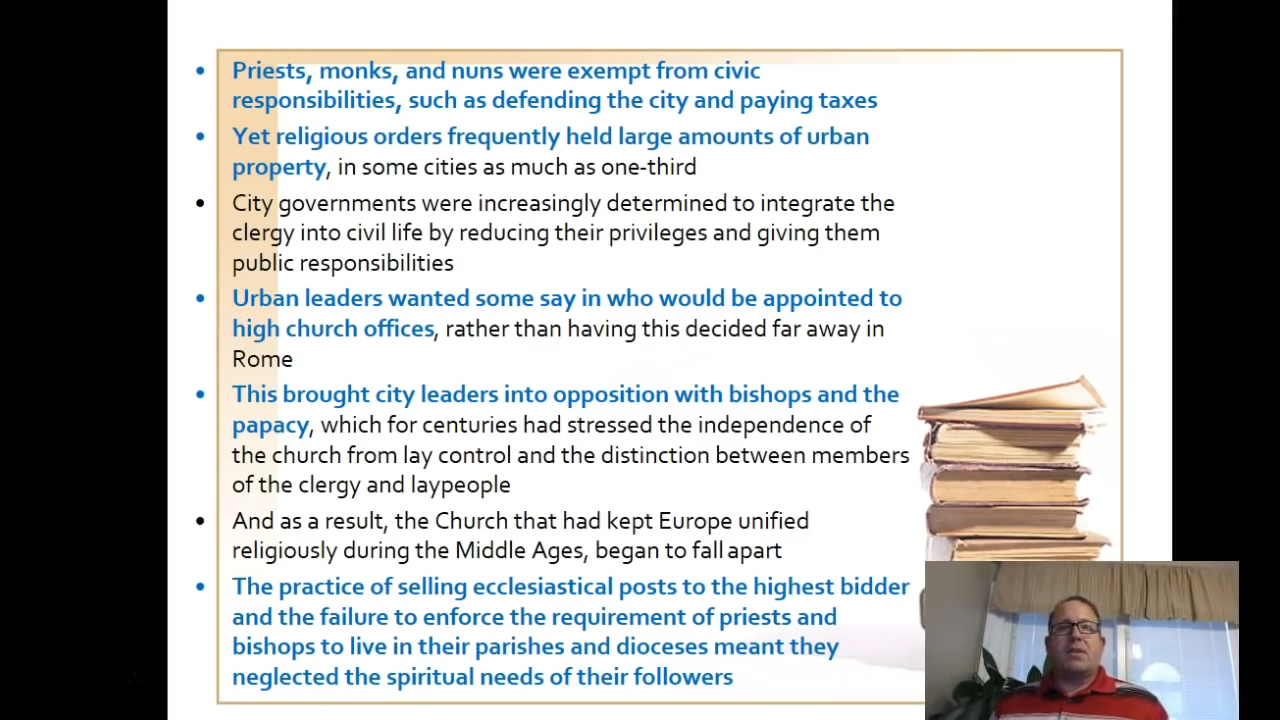 • Priests, monks, and nuns were exempt from civic
responsibilities, such as defending the city and paying taxes
• Yet religious orders frequently held large amounts of urban
property, in some cities as much as one-third
• City governments were increasingly determined to integrate the
clergy into civil life by reducing their privileges and giving them
public responsibilities
• Urban leaders wanted some say in who would be appointed to
high church offices, rather than having this decided far away in
Rome
• This brought city leaders into opposition with bishops and the
papacy, which for centuries had stressed the independence of
the church from lay control and the distinction between members
of the clergy and laypeople
• And as a result, the Church that had kept Europe unified
religiously during the Middle Ages, began to fall apart
• The practice of selling ecclesiastical posts to the highest bidder
and the failure to enforce the requirement of priests and
bishops to live in their parishes and dioceses meant they
neglected the spiritual needs of their followers